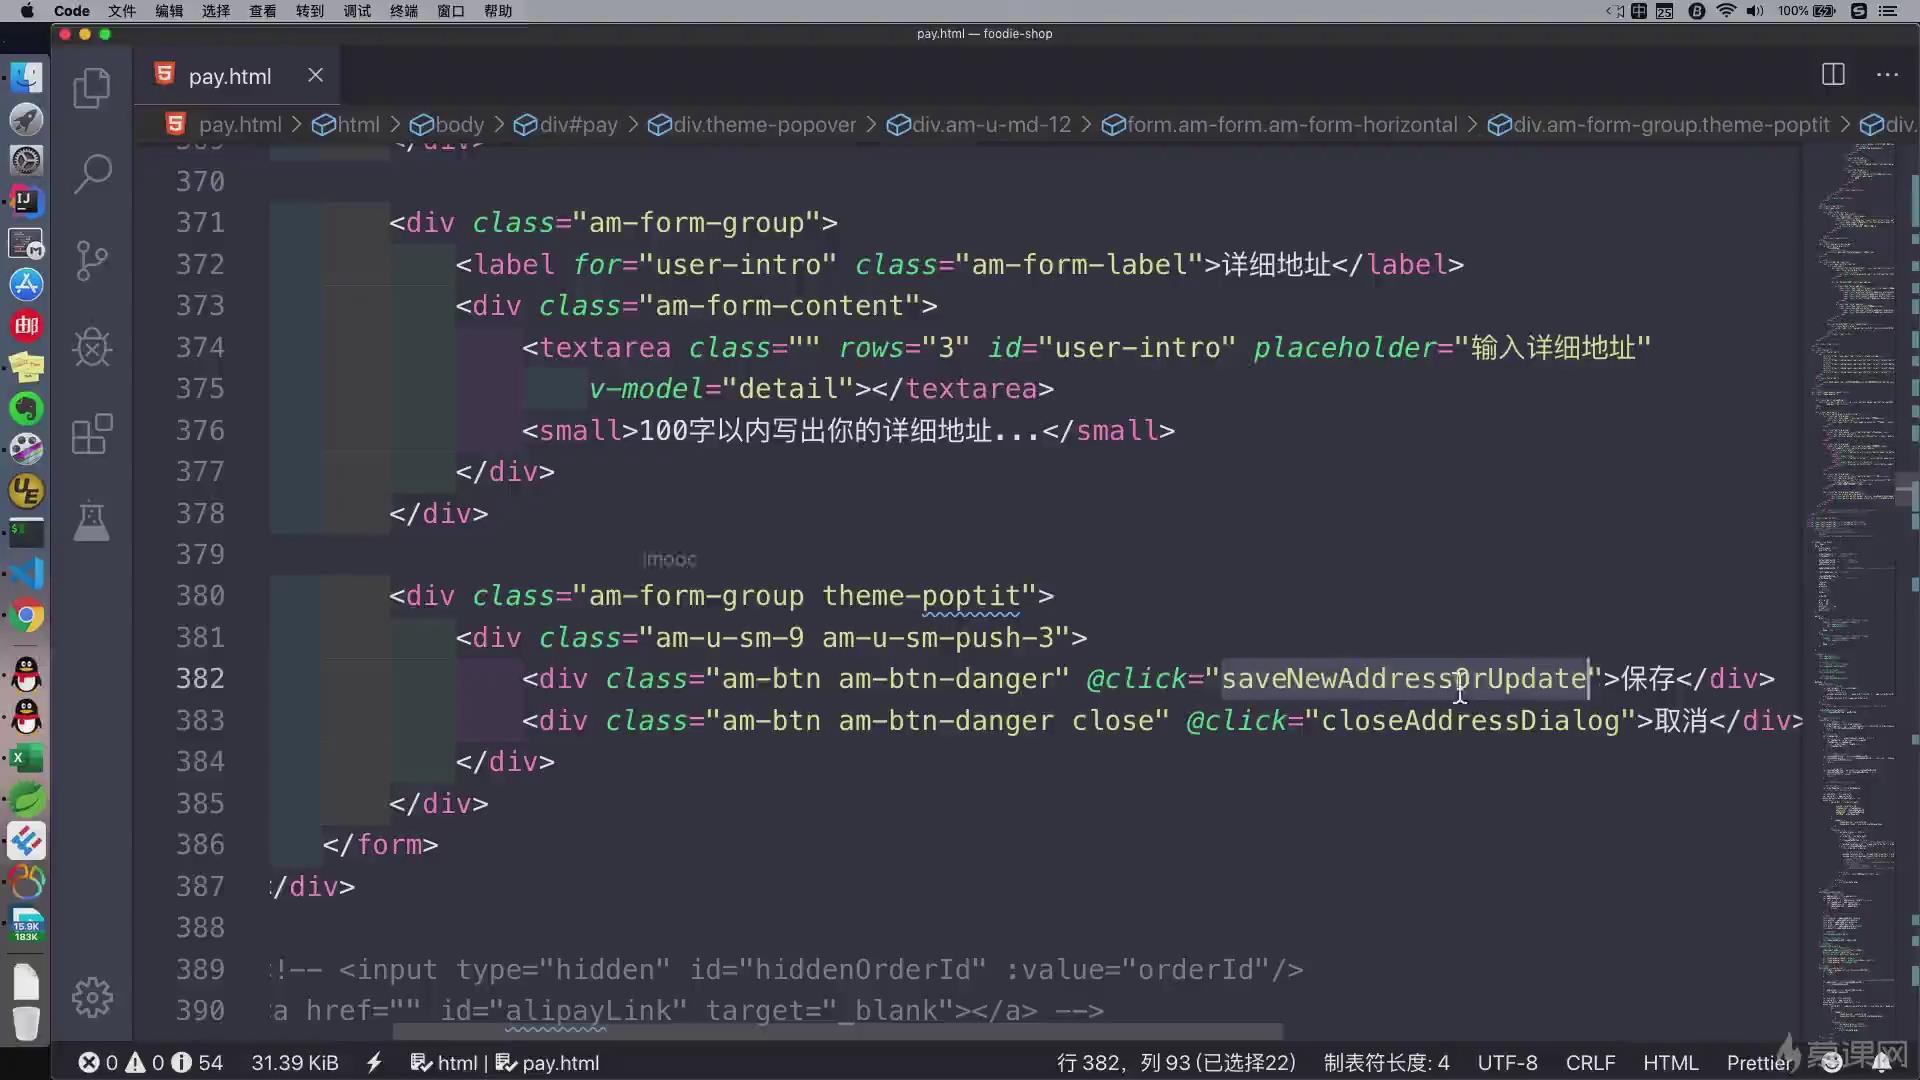 Code 文件 编辑 选择 查看 转到 调试 终端 窗口 帮助 中 25 100%
pay.html — foodie-shop
pay.html
pay.html > html > body > div#pay > div.theme-popover > div.am-u-md-12 > form.am-form.am-form-horizontal > div.am-form-group.theme-poptit > div.
369 </div>
370
371 <div class="am-form-group">
372 <label for="user-intro" class="am-form-label">详细地址</label>
373 <div class="am-form-content">
374 <textarea class="" rows="3" id="user-intro" placeholder="输入详细地址"
375 v-model="detail"></textarea>
376 <small>100字以内写出你的详细地址...</small>
377 </div>
378 </div>
379
imooc
380 <div class="am-form-group theme-poptit">
381 <div class="am-u-sm-9 am-u-sm-push-3">
382 <div class="am-btn am-btn-danger" @click="saveNewAddressOrUpdate">保存</div>
383 <div class="am-btn am-btn-danger close" @click="closeAddressDialog">取消</div>
384 </div>
385 </div>
386 </form>
387 /div>
388
389 !-- <input type="hidden" id="hiddenOrderId" :value="orderId"/>
390 a href="" id="alipayLink" target="_blank"></a> -->
IJ
邮
UE
15.9K
183K
0 0 54 31.39 KiB html | pay.html 行 382，列 93 (已选择22) 制表符长度: 4 UTF-8 CRLF HTML Prettier
慕课网